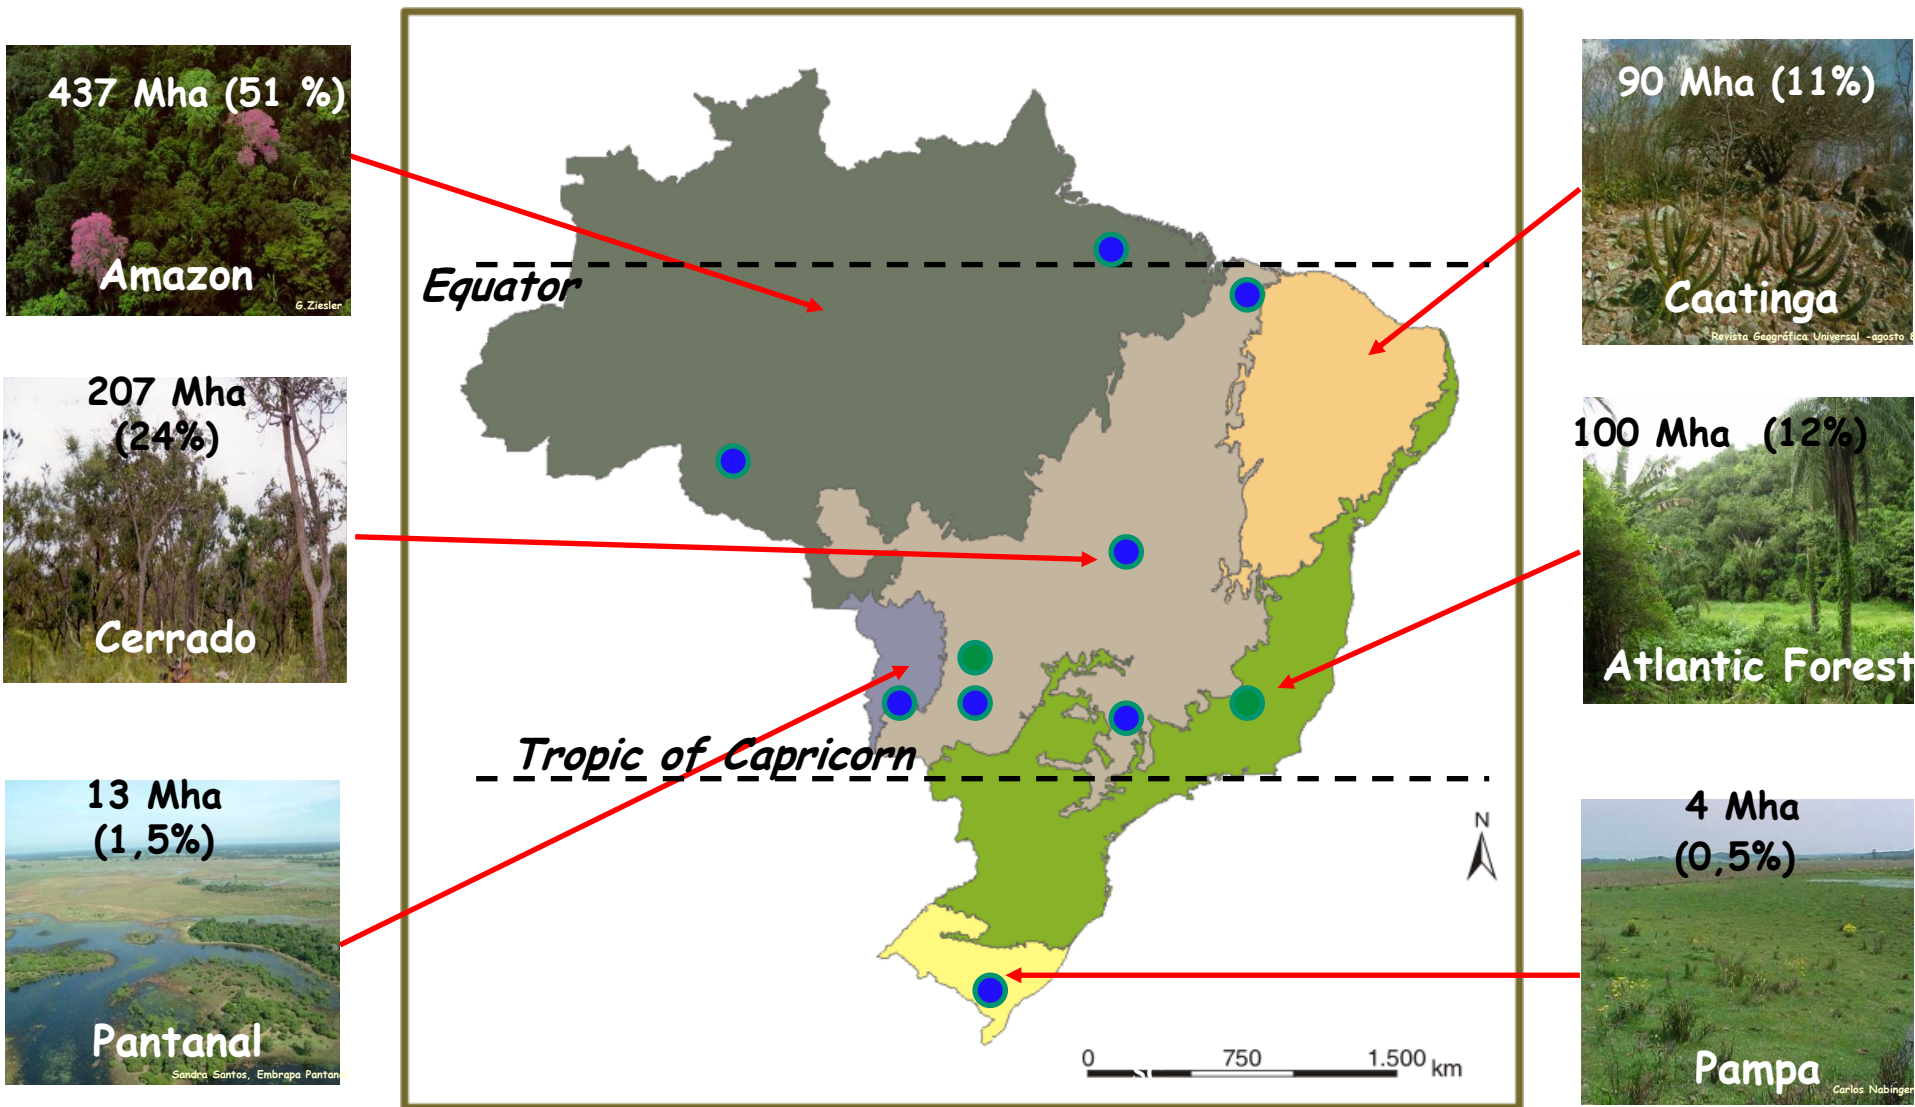 437 Mha (51 %)
Amazon
G.Ziesler
207 Mha
(24%)
Cerrado
13 Mha
(1,5%)
Pantanal
Sandra Santos, Embrapa Pantan
Equator
Tropic of Capricorn
N
0 750 1.500 km
90 Mha (11%)
Caatinga
Revista Geográfica Universal -agosto
100 Mha (12%)
Atlantic Forest
4 Mha
(0,5%)
Pampa
Carlos Nabinger